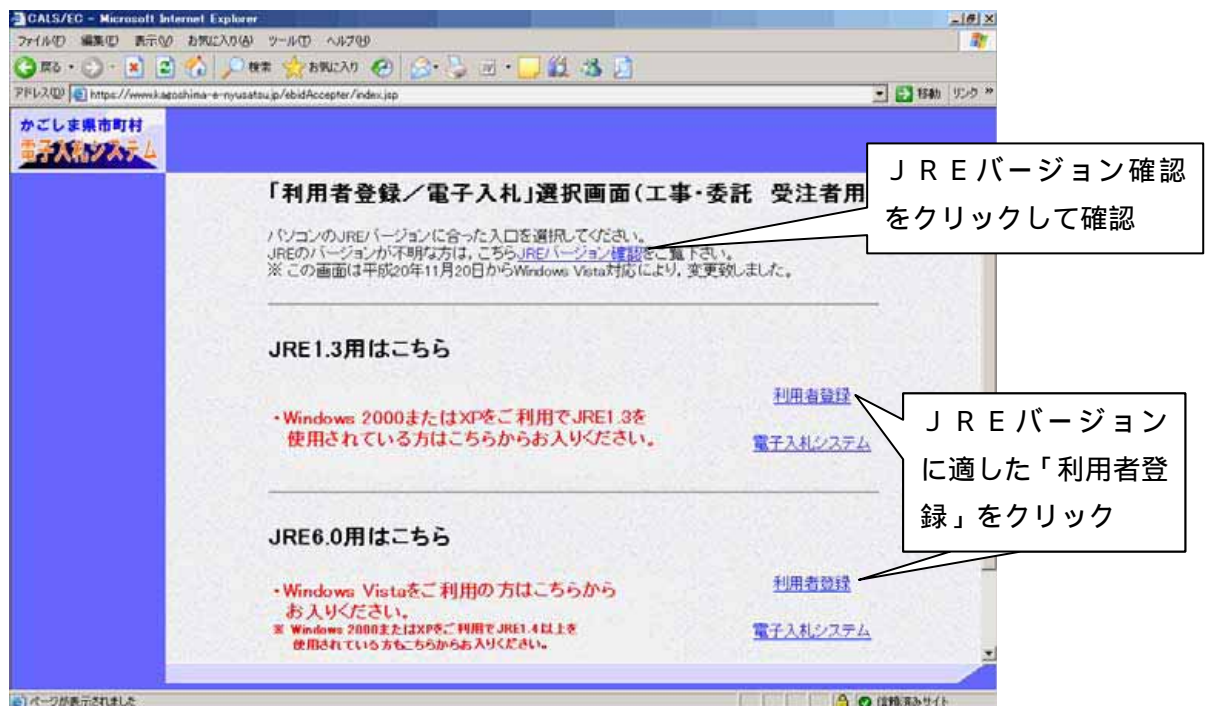 CALS/EC - Microsoft Internet Explorer
ファイル(F) 編集(E) 表示(V) お気に入り(A) ツール(T) ヘルプ(H)
戻る 検索 お気に入り
アドレス(D) https://www.kagoshima-e-nyusatsu.jp/ebidAccepter/index.jsp 移動 リンク »
かごしま県市町村
電子入札システム
「利用者登録／電子入札」選択画面(工事・委託 受注者用
ＪＲＥバージョン確認
をクリックして確認
パソコンのJREバージョンに合った入口を選択してください。
JREのバージョンが不明な方は，こちらJREバージョン確認をご覧下さい。
※ この画面は平成20年11月20日からWindows Vista対応により，変更致しました。
JRE1.3用はこちら
利用者登録
・Windows 2000またはXPをご利用でJRE1.3を
使用されている方はこちらからお入りください。
電子入札システム
ＪＲＥバージョン
に適した「利用者登
録」をクリック
JRE6.0用はこちら
利用者登録
・Windows Vistaをご利用の方はこちらから
お入りください。
※ Windows 2000またはXPをご利用でJRE1.4以上を
使用されている方もこちらからお入りください。
電子入札システム
ページが表示されました 信頼済みサイト